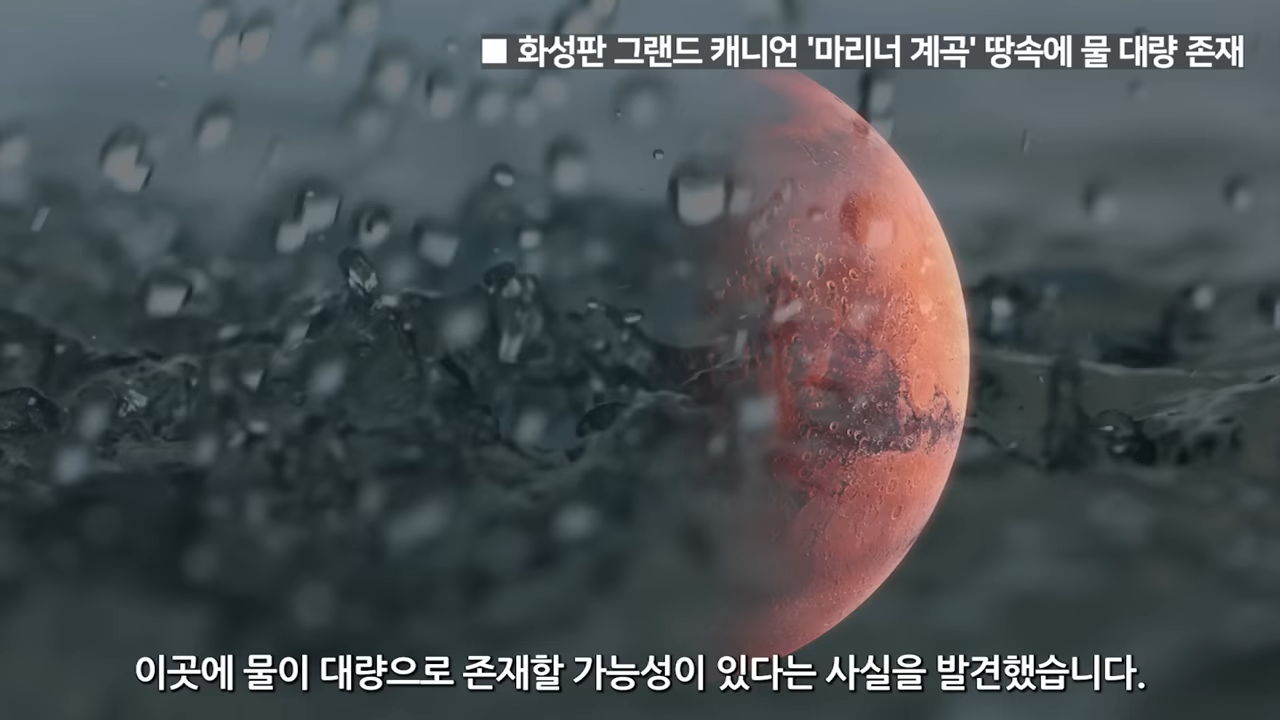 ■ 화성판 그랜드 캐니언 '마리너 계곡' 땅속에 물 대량 존재
이곳에 물이 대량으로 존재할 가능성이 있다는 사실을 발견했습니다.